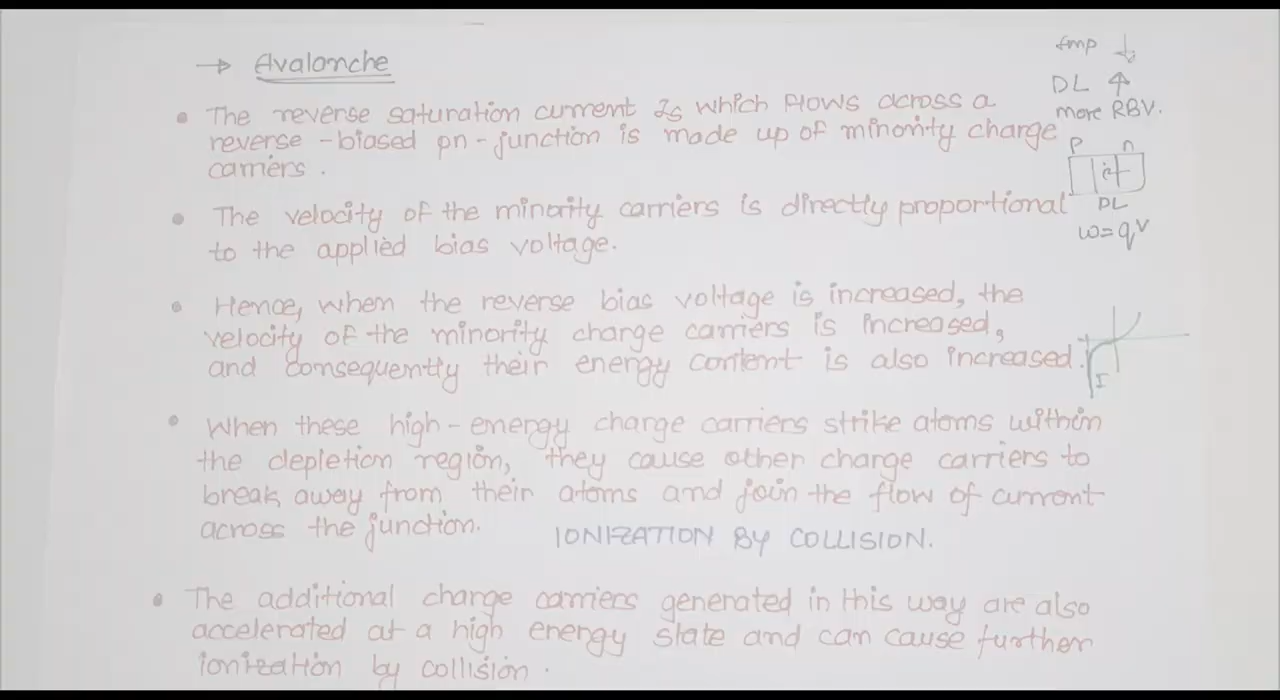 → Avalanche
• The reverse saturation current Is which flows across a
reverse-biased pn-junction is made up of minority charge
carriers.
• The velocity of the minority carriers is directly proportional
to the applied bias voltage.
• Hence, when the reverse bias voltage is increased, the
velocity of the minority charge carriers is increased,
and consequently their energy content is also increased.
• When these high-energy charge carriers strike atoms within
the depletion region, they cause other charge carriers to
break away from their atoms and join the flow of current
across the junction. IONIZATION BY COLLISION.
• The additional charge carriers generated in this way are also
accelerated at a high energy state and can cause further
ionization by collision.
tmp ↓
DL ↑
more RBV.
P n
DL
w=qv
I